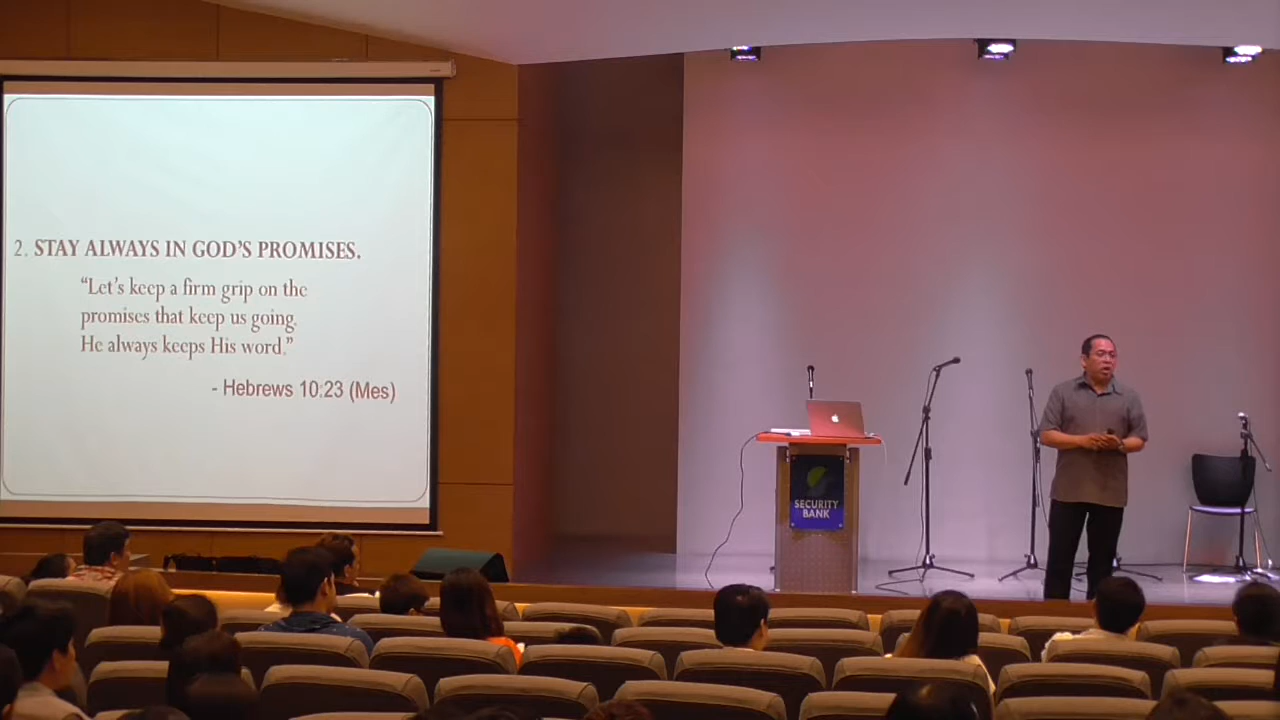 2. STAY ALWAYS IN GOD'S PROMISES.
“Let's keep a firm grip on the
promises that keep us going.
He always keeps His word.”
- Hebrews 10:23 (Mes)
SECURITY
BANK